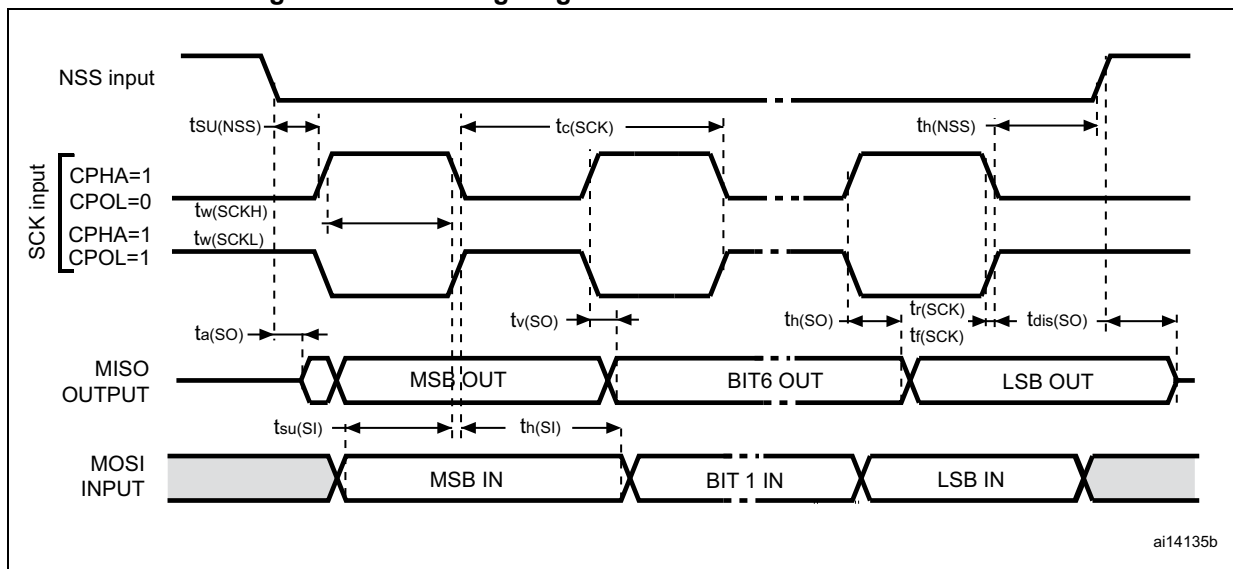 NSS input
tSU(NSS)
tc(SCK)
th(NSS)
SCK input
CPHA=1
CPOL=0
tw(SCKH)
CPHA=1
tw(SCKL)
CPOL=1
ta(SO)
tv(SO)
th(SO)
tr(SCK)
tf(SCK)
tdis(SO)
MISO
OUTPUT
MSB OUT
BIT6 OUT
LSB OUT
tsu(SI)
th(SI)
MOSI
INPUT
MSB IN
BIT 1 IN
LSB IN
ai14135b